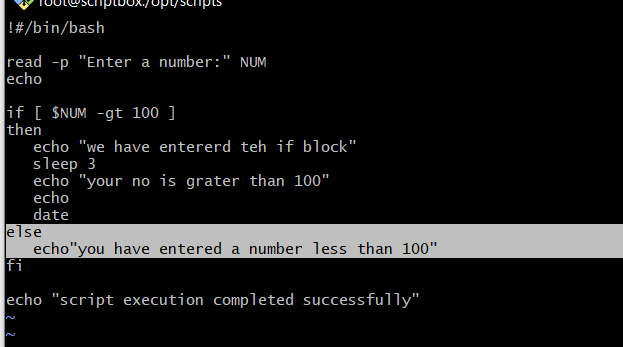 root@scriptbox:/opt/scripts
!#/bin/bash
read -p "Enter a number:" NUM
echo
if [ $NUM -gt 100 ]
then
echo "we have entererd teh if block"
sleep 3
echo "your no is grater than 100"
echo
date
else
echo"you have entered a number less than 100"
fi
echo "script execution completed successfully"
~
~